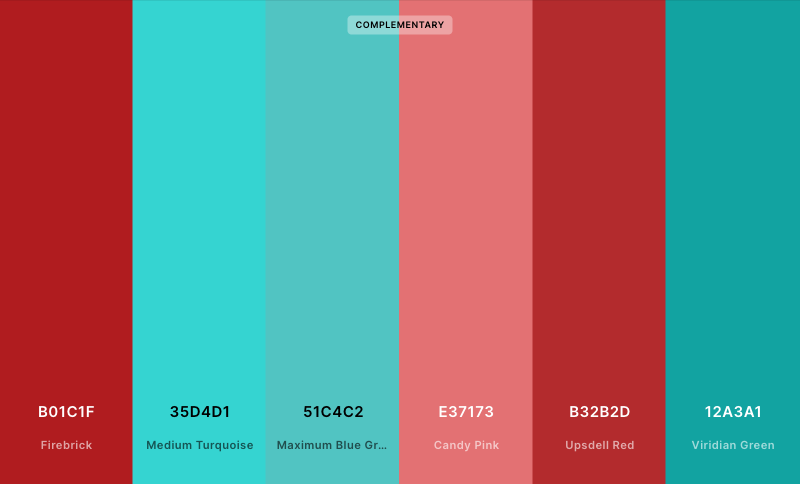 COMPLEMENTARY
B01C1F
Firebrick
35D4D1
Medium Turquoise
51C4C2
Maximum Blue Gr...
E37173
Candy Pink
B32B2D
Upsdell Red
12A3A1
Viridian Green